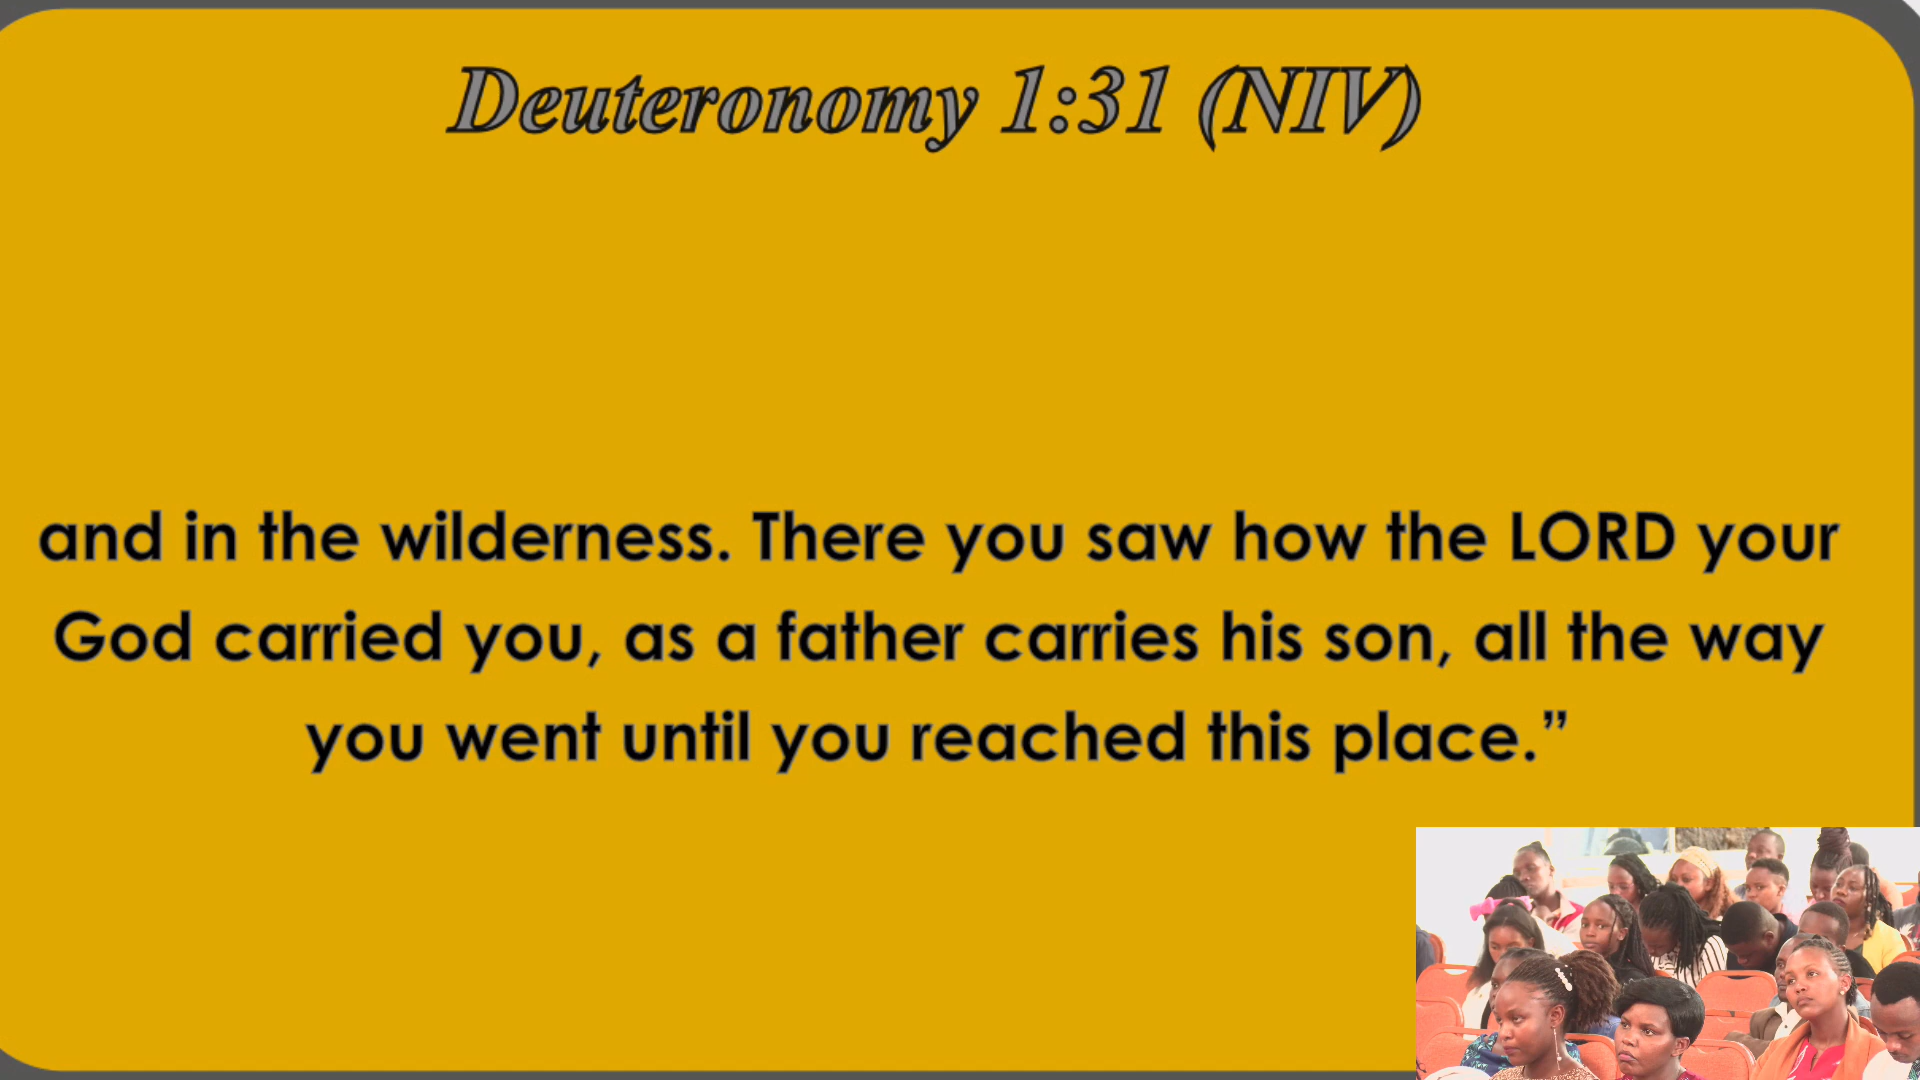 Deuteronomy 1:31 (NIV)
and in the wilderness. There you saw how the LORD your
God carried you, as a father carries his son, all the way
you went until you reached this place.”